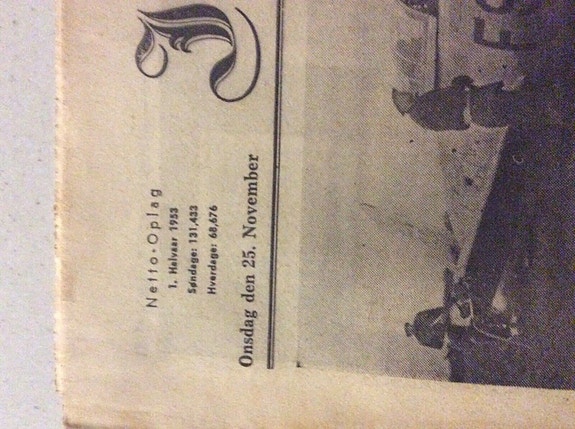 Netto-Oplag
1. Halvaar 1953
Søndage: 131,433
Hverdage: 68,676
Onsdag den 25. November